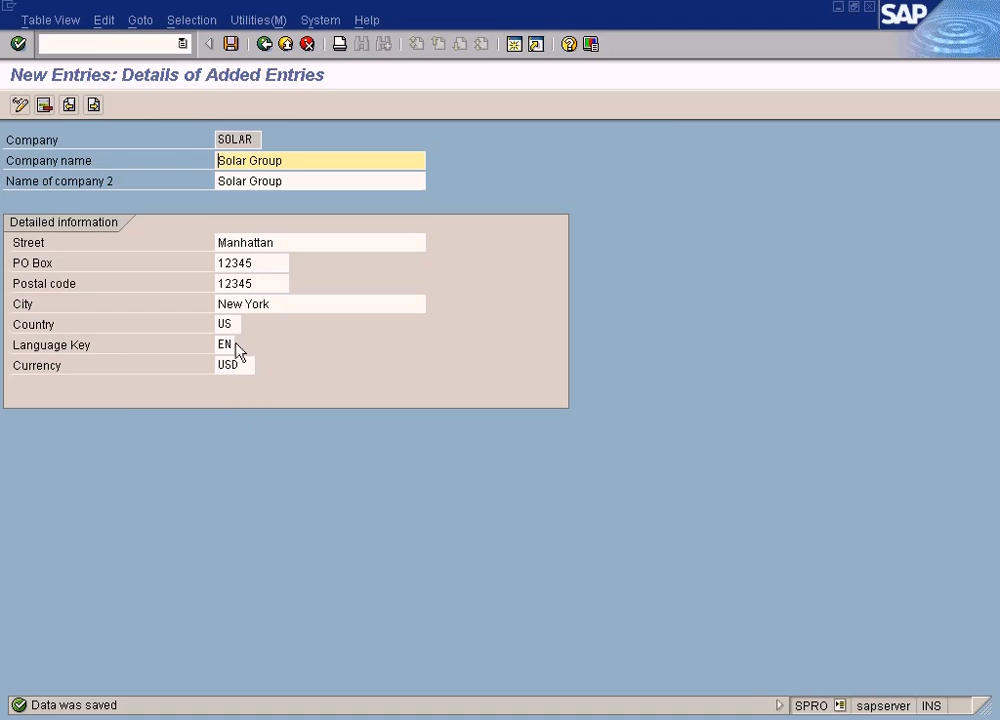 Table View Edit Goto Selection Utilities(M) System Help
SAP
New Entries: Details of Added Entries
Company SOLAR
Company name Solar Group
Name of company 2 Solar Group
Detailed information
Street Manhattan
PO Box 12345
Postal code 12345
City New York
Country US
Language Key EN
Currency USD
Data was saved SPRO sapserver INS